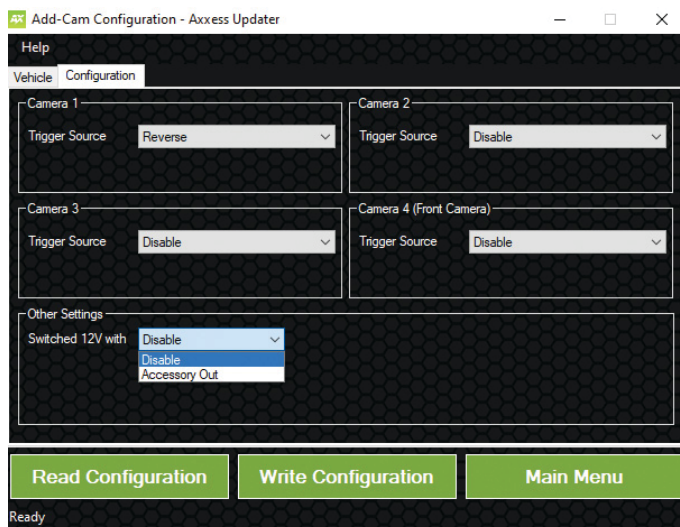 AX Add-Cam Configuration - Axxess Updater
Help
Vehicle Configuration
Camera 1 Camera 2
Trigger Source Reverse Trigger Source Disable
Camera 3 Camera 4 (Front Camera)
Trigger Source Disable Trigger Source Disable
Other Settings
Switched 12V with Disable
Disable
Accessory Out
Read Configuration Write Configuration Main Menu
Ready